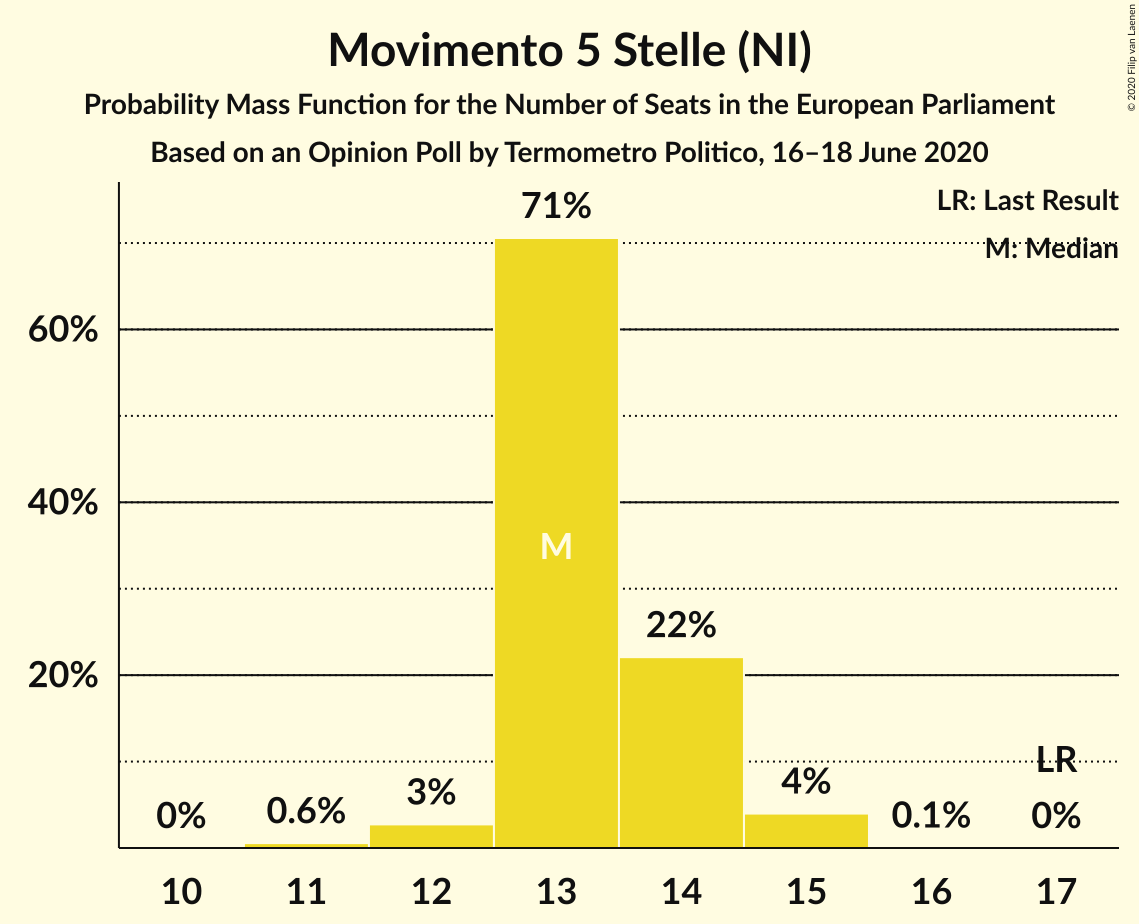 Movimento 5 Stelle (NI)
Probability Mass Function for the Number of Seats in the European Parliament
Based on an Opinion Poll by Termometro Politico, 16–18 June 2020
© 2020 Filip van Laenen
LR: Last Result
M: Median
71%
60%
40%
M
22%
20%
LR
0%
0.6%
3%
4%
0.1%
0%
10 11 12 13 14 15 16 17